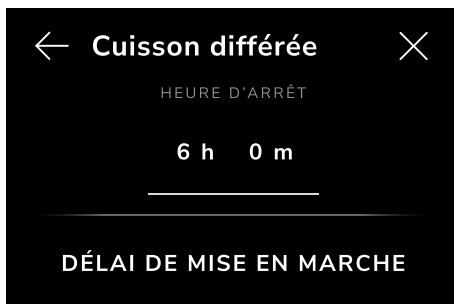 Cuisson différée
HEURE D'ARRÊT
6 h 0 m
DÉLAI DE MISE EN MARCHE